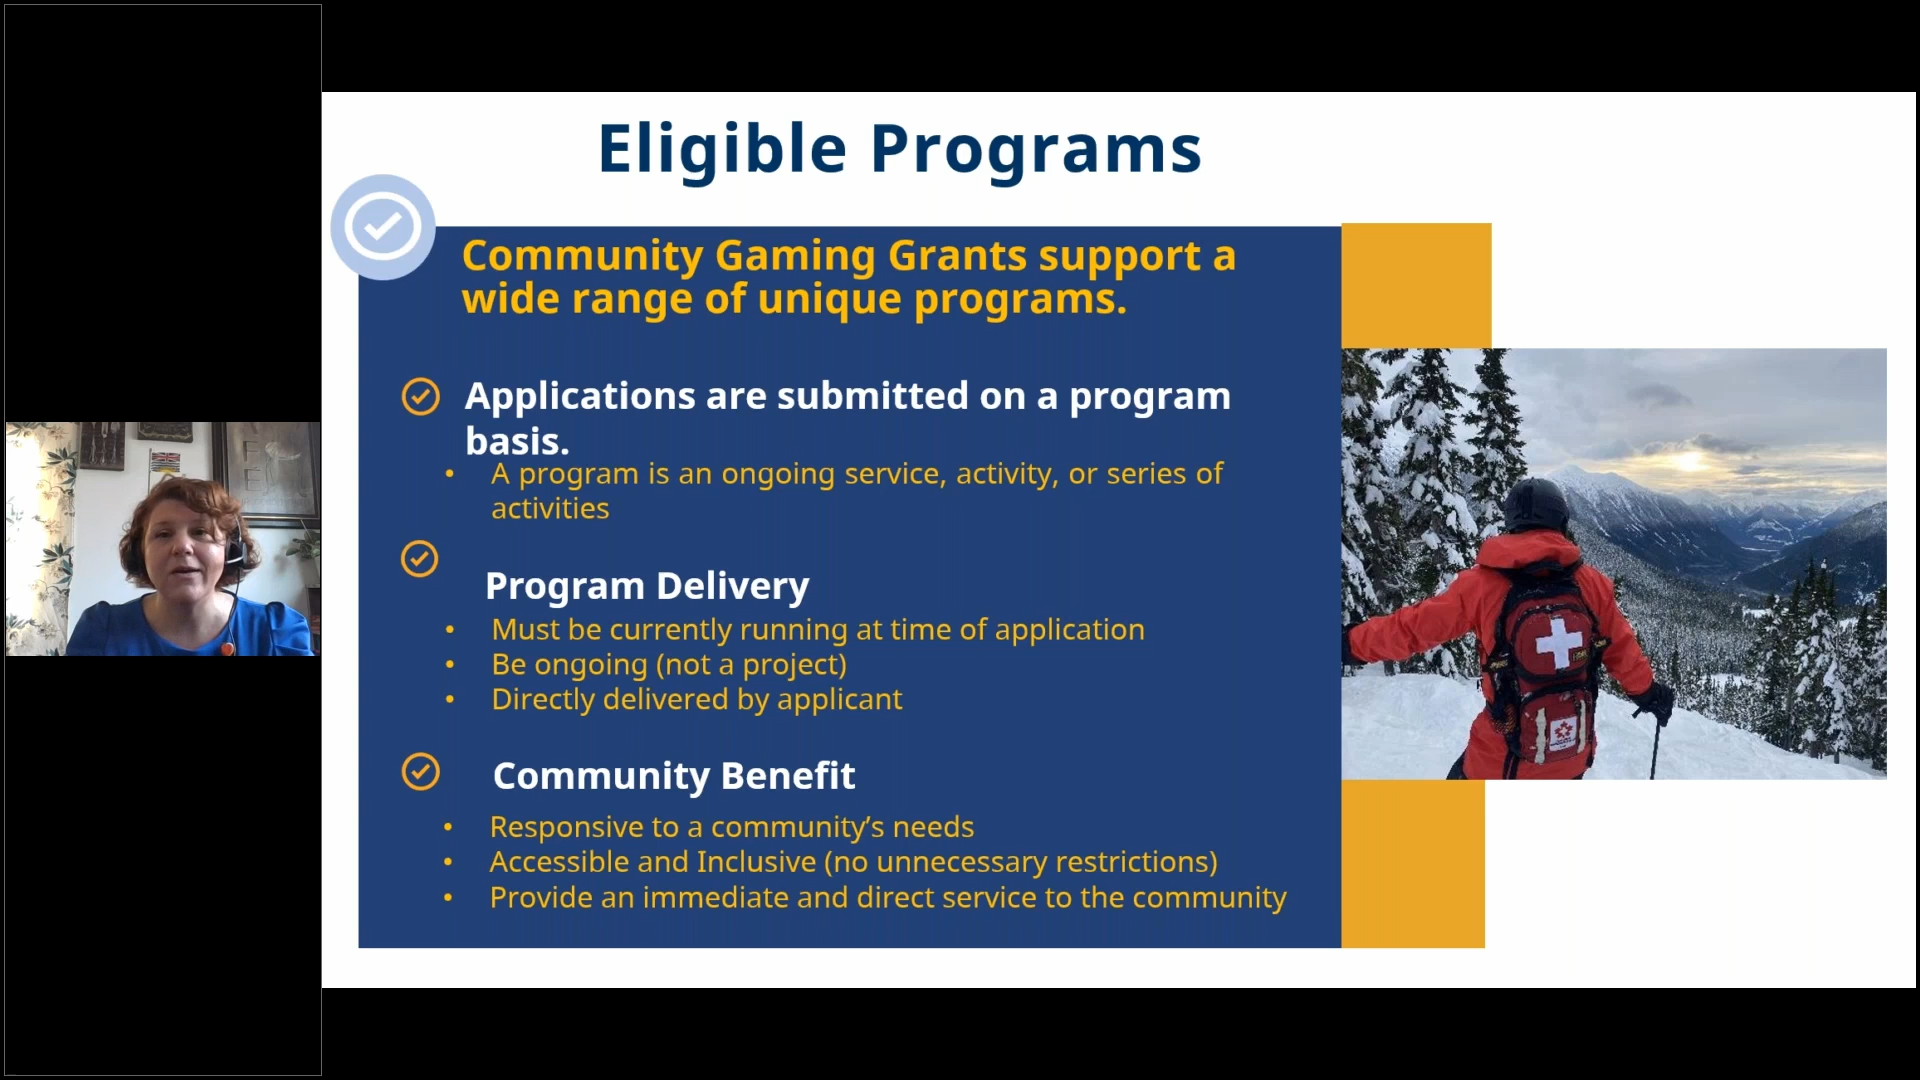 Eligible Programs
Community Gaming Grants support a
wide range of unique programs.
Applications are submitted on a program
basis.
• A program is an ongoing service, activity, or series of
activities
Program Delivery
• Must be currently running at time of application
• Be ongoing (not a project)
• Directly delivered by applicant
Community Benefit
• Responsive to a community’s needs
• Accessible and Inclusive (no unnecessary restrictions)
• Provide an immediate and direct service to the community